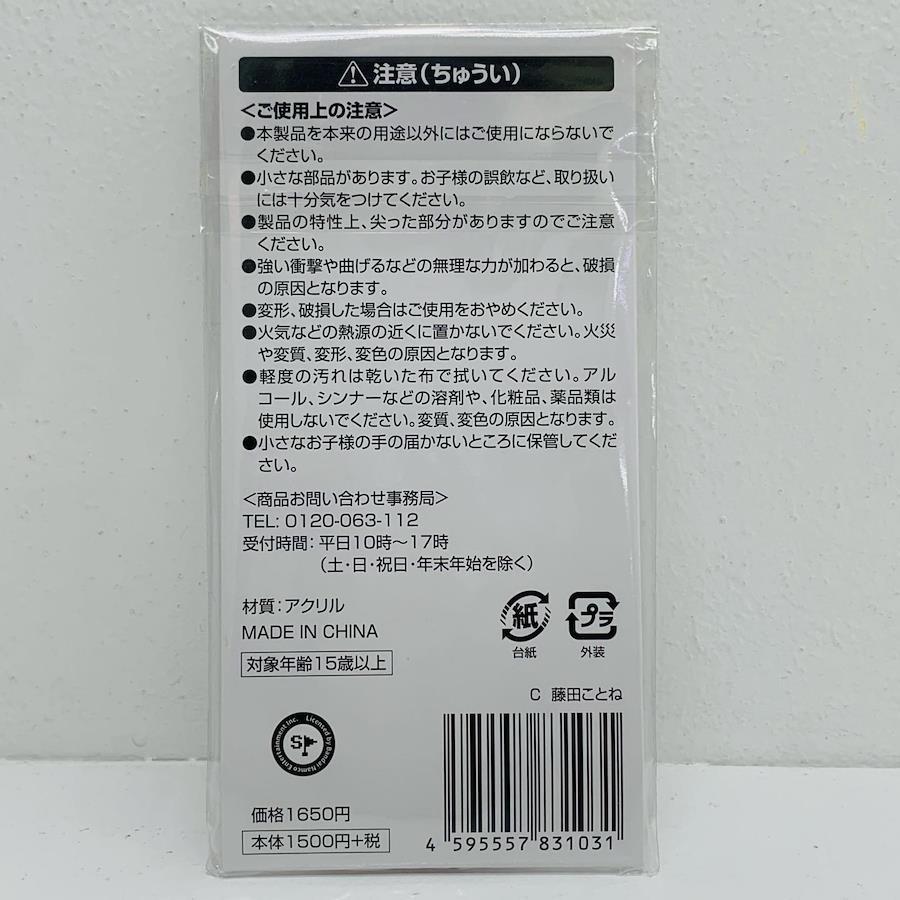 ⚠ 注意(ちゅうい)
<ご使用上の注意>
●本製品を本来の用途以外にはご使用にならないで
ください。
●小さな部品があります。お子様の誤飲など、取り扱い
には十分気をつけてください。
●製品の特性上、尖った部分がありますのでご注意
ください。
●強い衝撃や曲げるなどの無理な力が加わると、破損
の原因となります。
●変形、破損した場合はご使用をおやめください。
●火気などの熱源の近くに置かないでください。火災
や変質、変形、変色の原因となります。
●軽度の汚れは乾いた布で拭いてください。アル
コール、シンナーなどの溶剤や、化粧品、薬品類は
使用しないでください。変質、変色の原因となります。
●小さなお子様の手の届かないところに保管してくだ
さい。
<商品お問い合わせ事務局>
TEL: 0120-063-112
受付時間:平日10時~17時
(土・日・祝日・年末年始を除く)
材質:アクリル
MADE IN CHINA
対象年齢15歳以上
紙
台紙
プラ
外装
C 藤田ことね
Licensed by Bandai Namco Entertainment Inc.
SP
価格1650円
本体1500円+税
4 595557 831031